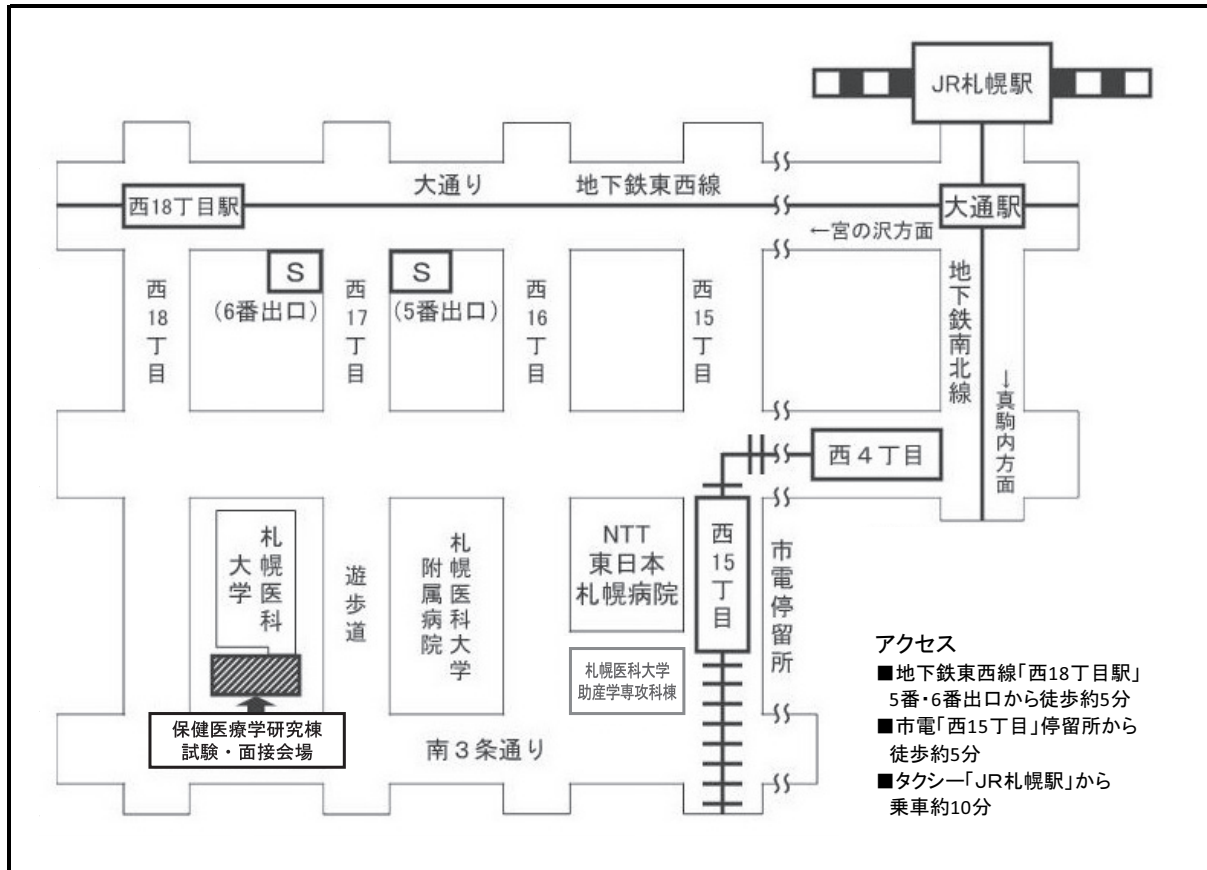 JR札幌駅
大通り
地下鉄東西線
西18丁目駅
大通駅
←宮の沢方面
S
(6番出口)
S
(5番出口)
西18丁目
西17丁目
西16丁目
西15丁目
地下鉄南北線
→真駒内方面
西4丁目
札幌医科
大学
遊歩道
札幌医科大学
附属病院
NTT
東日本
札幌病院
西15丁目
市電停留所
札幌医科大学
助産学専攻科棟
保健医療学研究棟
試験・面接会場
南3条通り
アクセス
■地下鉄東西線「西18丁目駅」
5番・6番出口から徒歩約5分
■市電「西15丁目」停留所から
徒歩約5分
■タクシー「JR札幌駅」から
乗車約10分